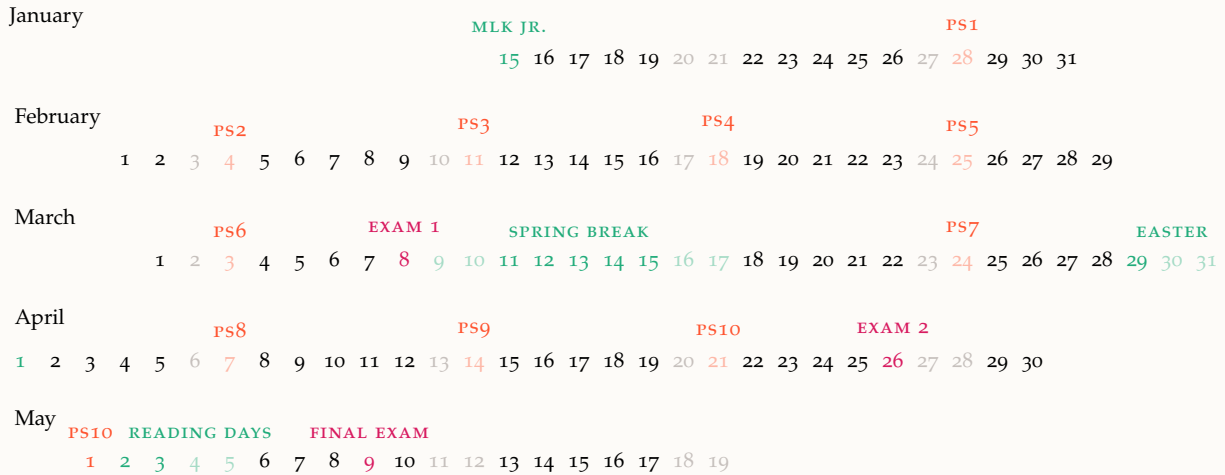 January
MLK JR. PS1
15 16 17 18 19 20 21 22 23 24 25 26 27 28 29 30 31
February
PS2 PS3 PS4 PS5
1 2 3 4 5 6 7 8 9 10 11 12 13 14 15 16 17 18 19 20 21 22 23 24 25 26 27 28 29
March
PS6 EXAM 1 SPRING BREAK PS7 EASTER
1 2 3 4 5 6 7 8 9 10 11 12 13 14 15 16 17 18 19 20 21 22 23 24 25 26 27 28 29 30 31
April
PS8 PS9 PS10 EXAM 2
1 2 3 4 5 6 7 8 9 10 11 12 13 14 15 16 17 18 19 20 21 22 23 24 25 26 27 28 29 30
May
PS10 READING DAYS FINAL EXAM
1 2 3 4 5 6 7 8 9 10 11 12 13 14 15 16 17 18 19